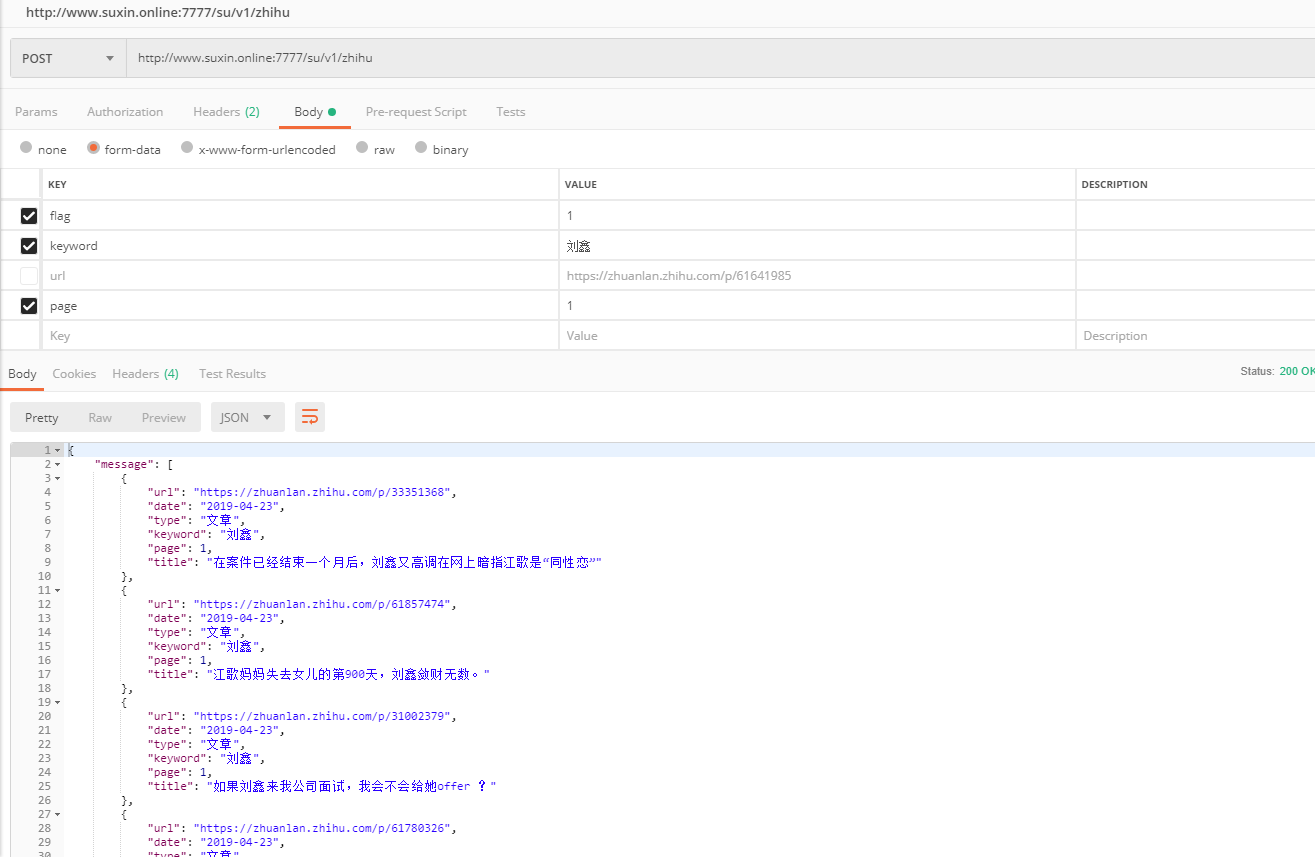 http://www.suxin.online:7777/su/v1/zhihu
POST http://www.suxin.online:7777/su/v1/zhihu
Params Authorization Headers (2) Body Pre-request Script Tests
none form-data x-www-form-urlencoded raw binary
KEY VALUE DESCRIPTION
flag 1
keyword 刘鑫
url https://zhuanlan.zhihu.com/p/61641985
page 1
Key Value Description
Body Cookies Headers (4) Test Results Status: 200 OK
Pretty Raw Preview JSON
1 {
2 "message": [
3 {
4 "url": "https://zhuanlan.zhihu.com/p/33351368",
5 "date": "2019-04-23",
6 "type": "文章",
7 "keyword": "刘鑫",
8 "page": 1,
9 "title": "在案件已经结束一个月后，刘鑫又高调在网上暗指江歌是“同性恋”"
10 },
11 {
12 "url": "https://zhuanlan.zhihu.com/p/61857474",
13 "date": "2019-04-23",
14 "type": "文章",
15 "keyword": "刘鑫",
16 "page": 1,
17 "title": "江歌妈妈失去女儿的第900天，刘鑫敛财无数。"
18 },
19 {
20 "url": "https://zhuanlan.zhihu.com/p/31002379",
21 "date": "2019-04-23",
22 "type": "文章",
23 "keyword": "刘鑫",
24 "page": 1,
25 "title": "如果刘鑫来我公司面试，我会不会给她offer ？"
26 },
27 {
28 "url": "https://zhuanlan.zhihu.com/p/61780326",
29 "date": "2019-04-23",
30 "type": "文章"